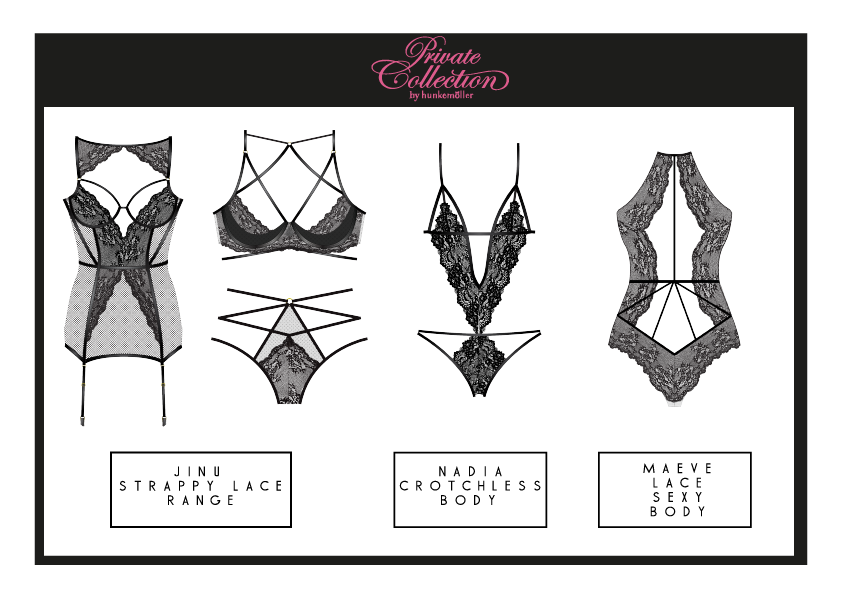 Private
Collection
by hunkemöller
JINU
STRAPPY LACE
RANGE
NADIA
CROTCHLESS
BODY
MAEVE
LACE
SEXY
BODY